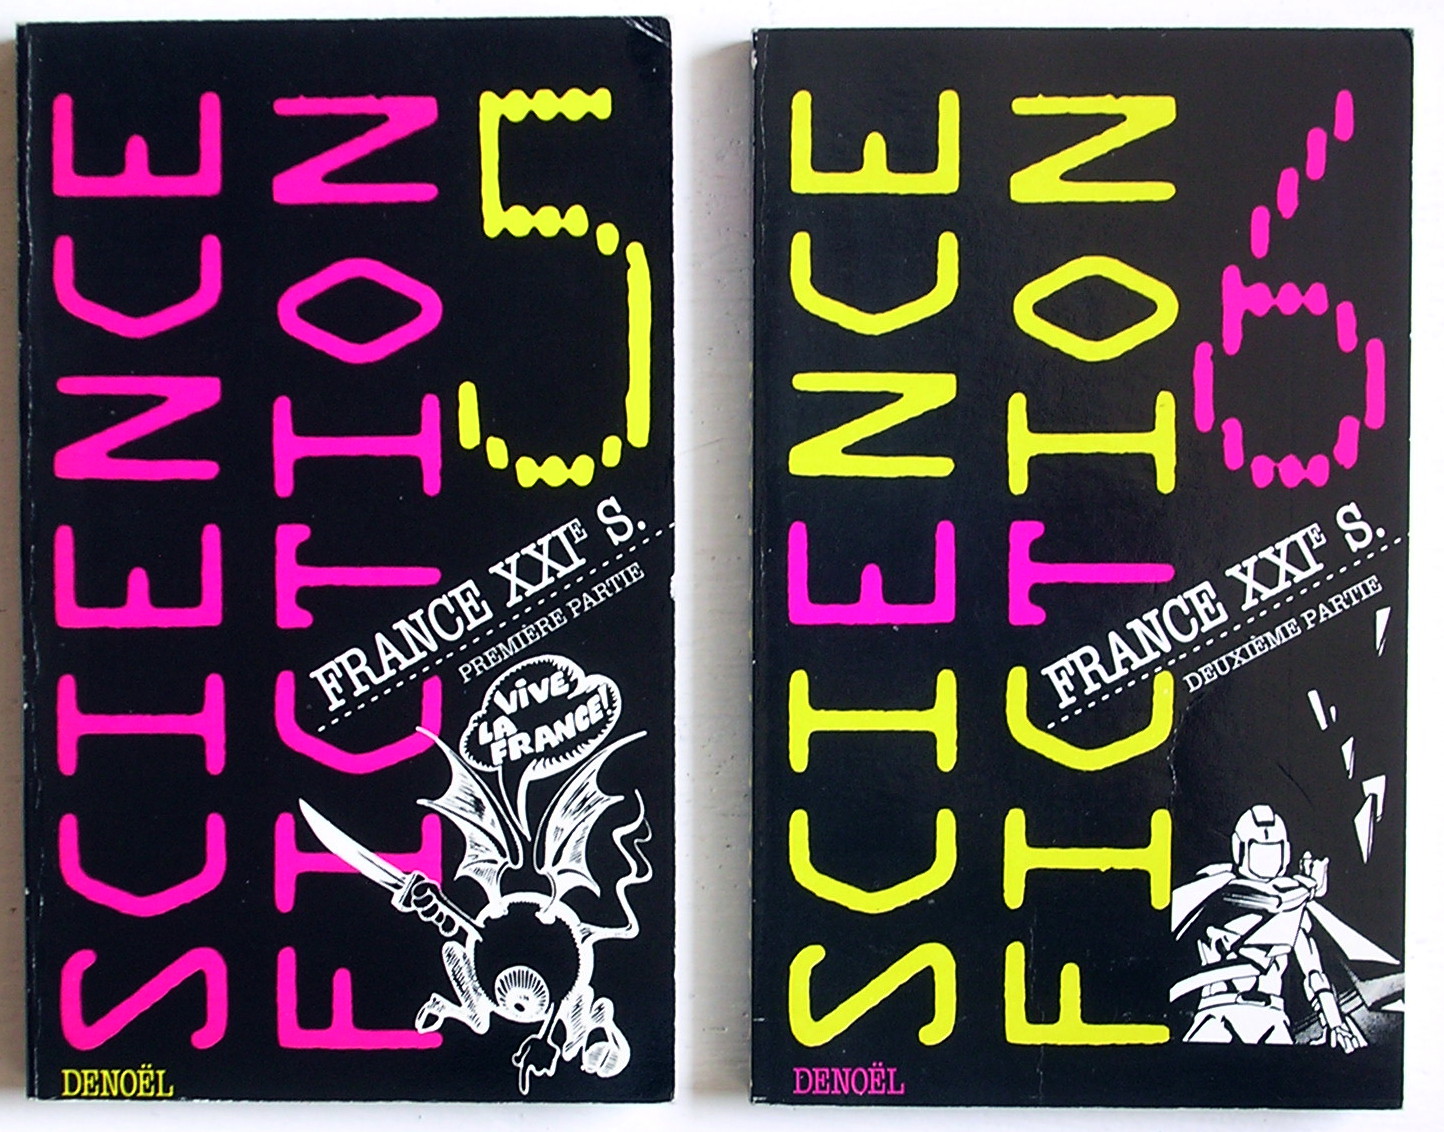 SCIENCE
FICTION
5
FRANCE XXIE S.
PREMIÈRE PARTIE
VIVE
LA
FRANCE!
DENOËL
SCIENCE
FICTION
6
FRANCE XXIE S.
DEUXIÈME PARTIE
DENOËL